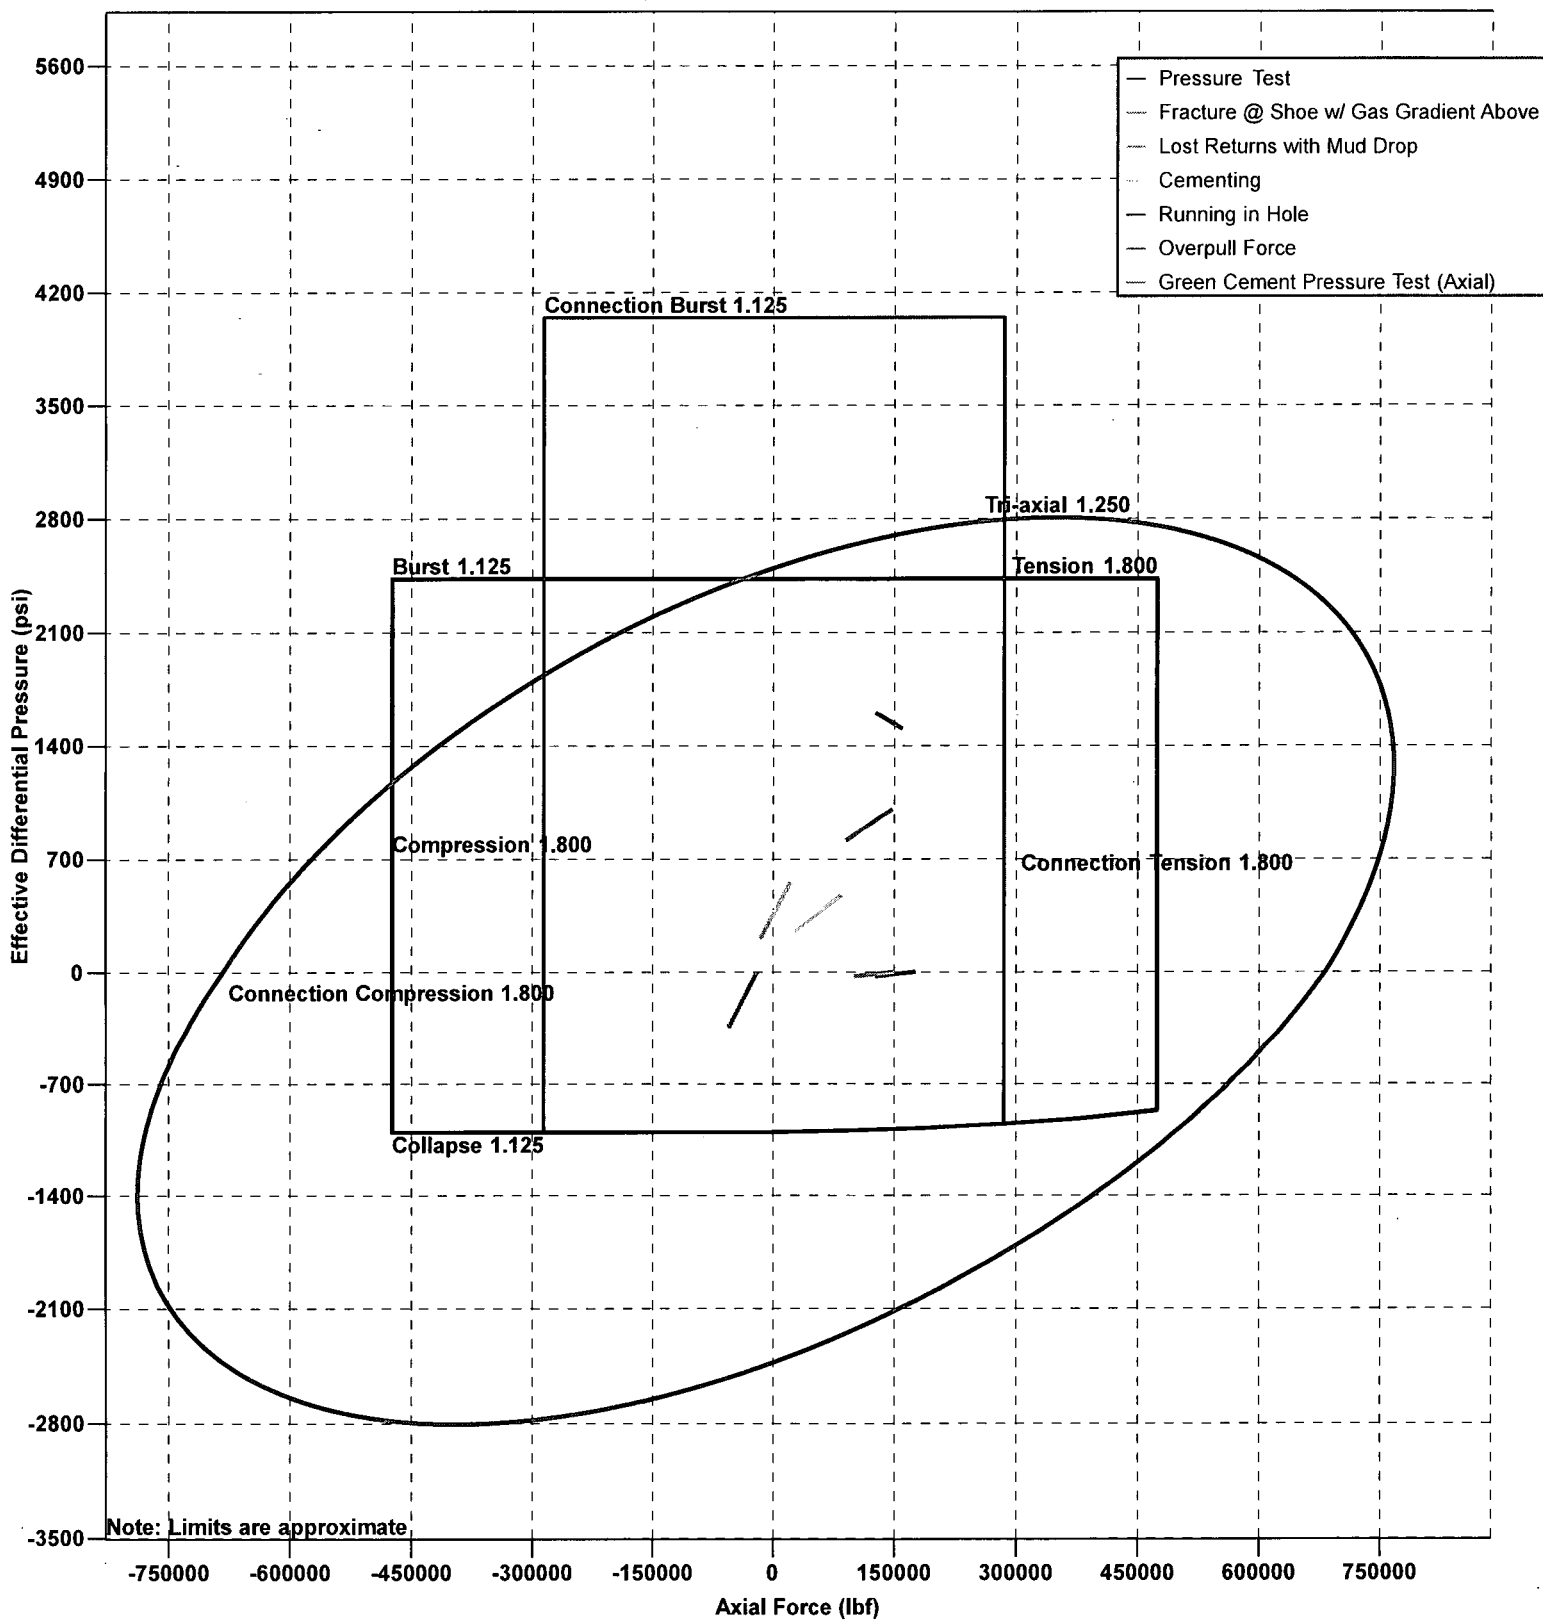 5600
4900
4200
3500
2800
2100
1400
700
0
-700
-1400
-2100
-2800
-3500
Effective Differential Pressure (psi)
Pressure Test
Fracture @ Shoe w/ Gas Gradient Above
Lost Returns with Mud Drop
Cementing
Running in Hole
Overpull Force
Green Cement Pressure Test (Axial)
Connection Burst 1.125
Tri-axial 1.250
Burst 1.125
Tension 1.800
Compression 1.800
Connection Tension 1.800
Connection Compression 1.800
Collapse 1.125
Note: Limits are approximate
-750000 -600000 -450000 -300000 -150000 0 150000 300000 450000 600000 750000
Axial Force (lbf)